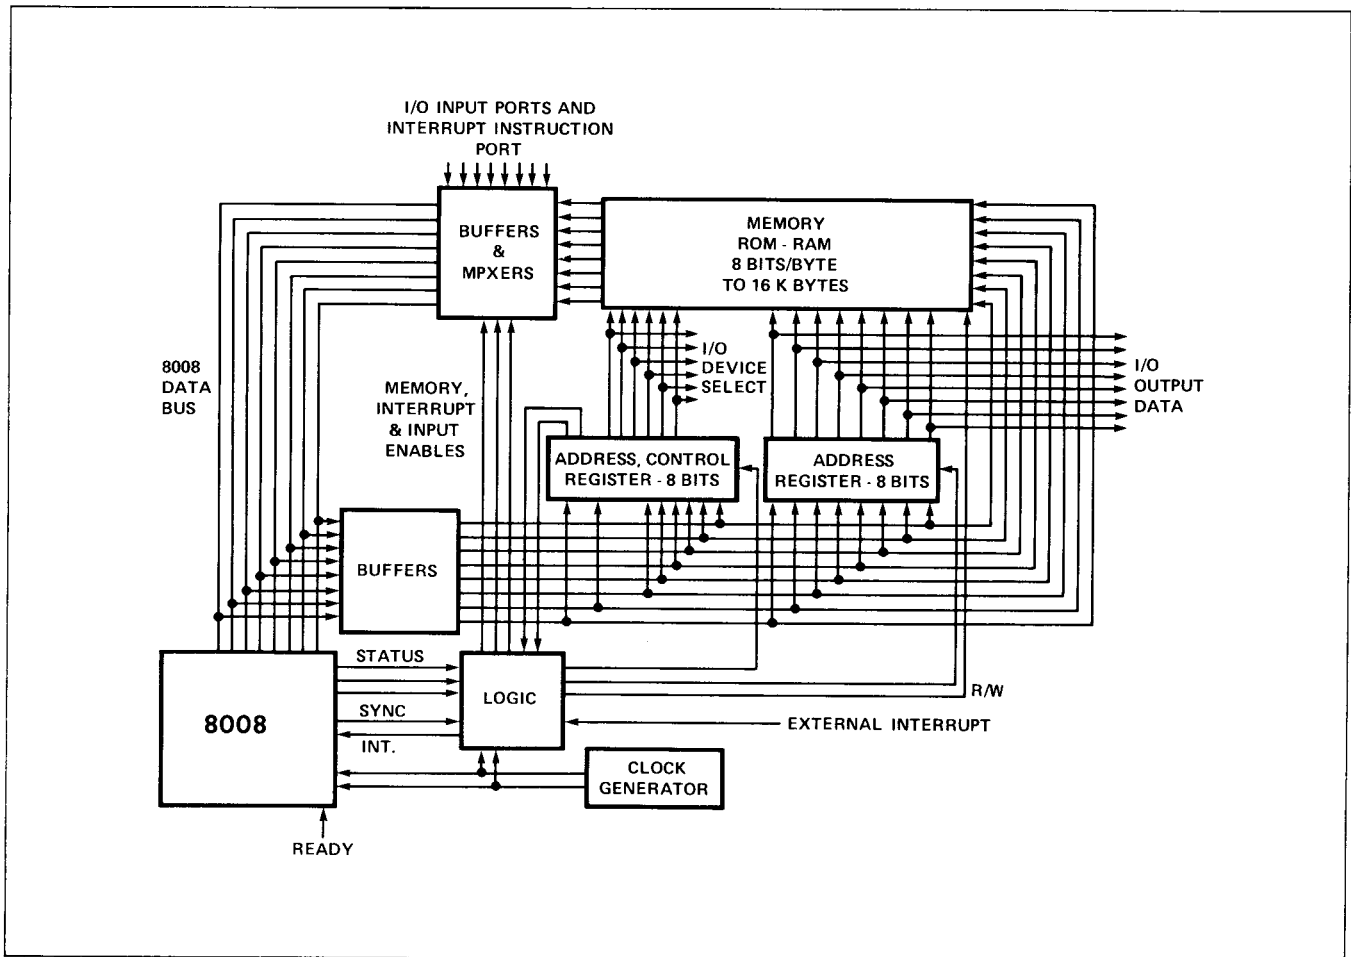 I/O INPUT PORTS AND
INTERRUPT INSTRUCTION
PORT
BUFFERS
&
MPXERS
MEMORY
ROM - RAM
8 BITS/BYTE
TO 16 K BYTES
8008
DATA
BUS
MEMORY,
INTERRUPT
& INPUT
ENABLES
I/O
DEVICE
SELECT
I/O
OUTPUT
DATA
ADDRESS, CONTROL
REGISTER - 8 BITS
ADDRESS
REGISTER - 8 BITS
BUFFERS
STATUS
SYNC
INT.
8008
LOGIC
R/W
EXTERNAL INTERRUPT
CLOCK
GENERATOR
READY